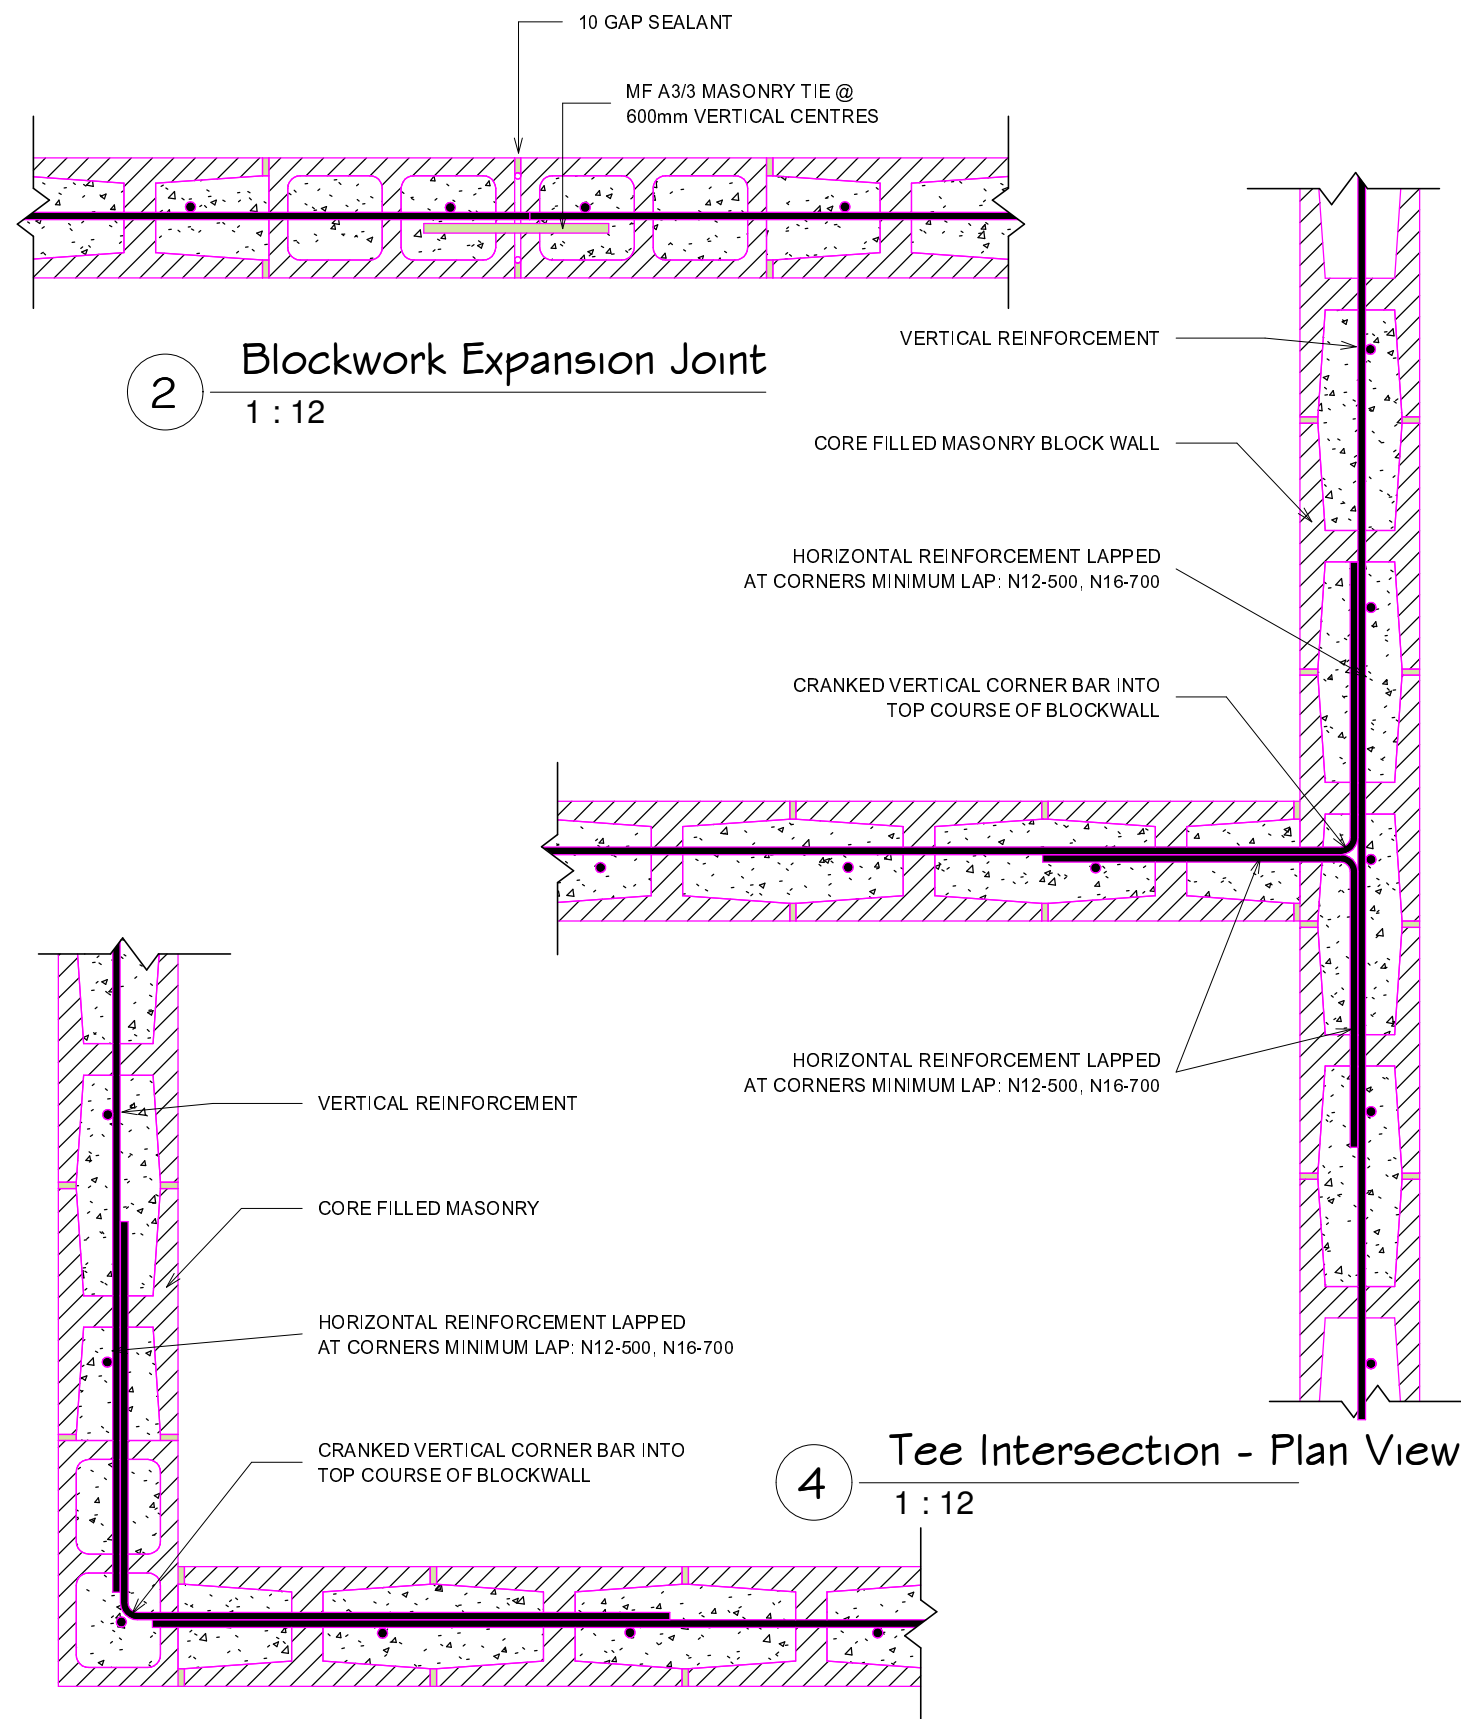 10 GAP SEALANT
MF A3/3 MASONRY TIE @
600mm VERTICAL CENTRES
2
Blockwork Expansion Joint
1 : 12
VERTICAL REINFORCEMENT
CORE FILLED MASONRY BLOCK WALL
HORIZONTAL REINFORCEMENT LAPPED
AT CORNERS MINIMUM LAP: N12-500, N16-700
CRANKED VERTICAL CORNER BAR INTO
TOP COURSE OF BLOCKWALL
HORIZONTAL REINFORCEMENT LAPPED
AT CORNERS MINIMUM LAP: N12-500, N16-700
4
Tee Intersection - Plan View
1 : 12
VERTICAL REINFORCEMENT
CORE FILLED MASONRY
HORIZONTAL REINFORCEMENT LAPPED
AT CORNERS MINIMUM LAP: N12-500, N16-700
CRANKED VERTICAL CORNER BAR INTO
TOP COURSE OF BLOCKWALL